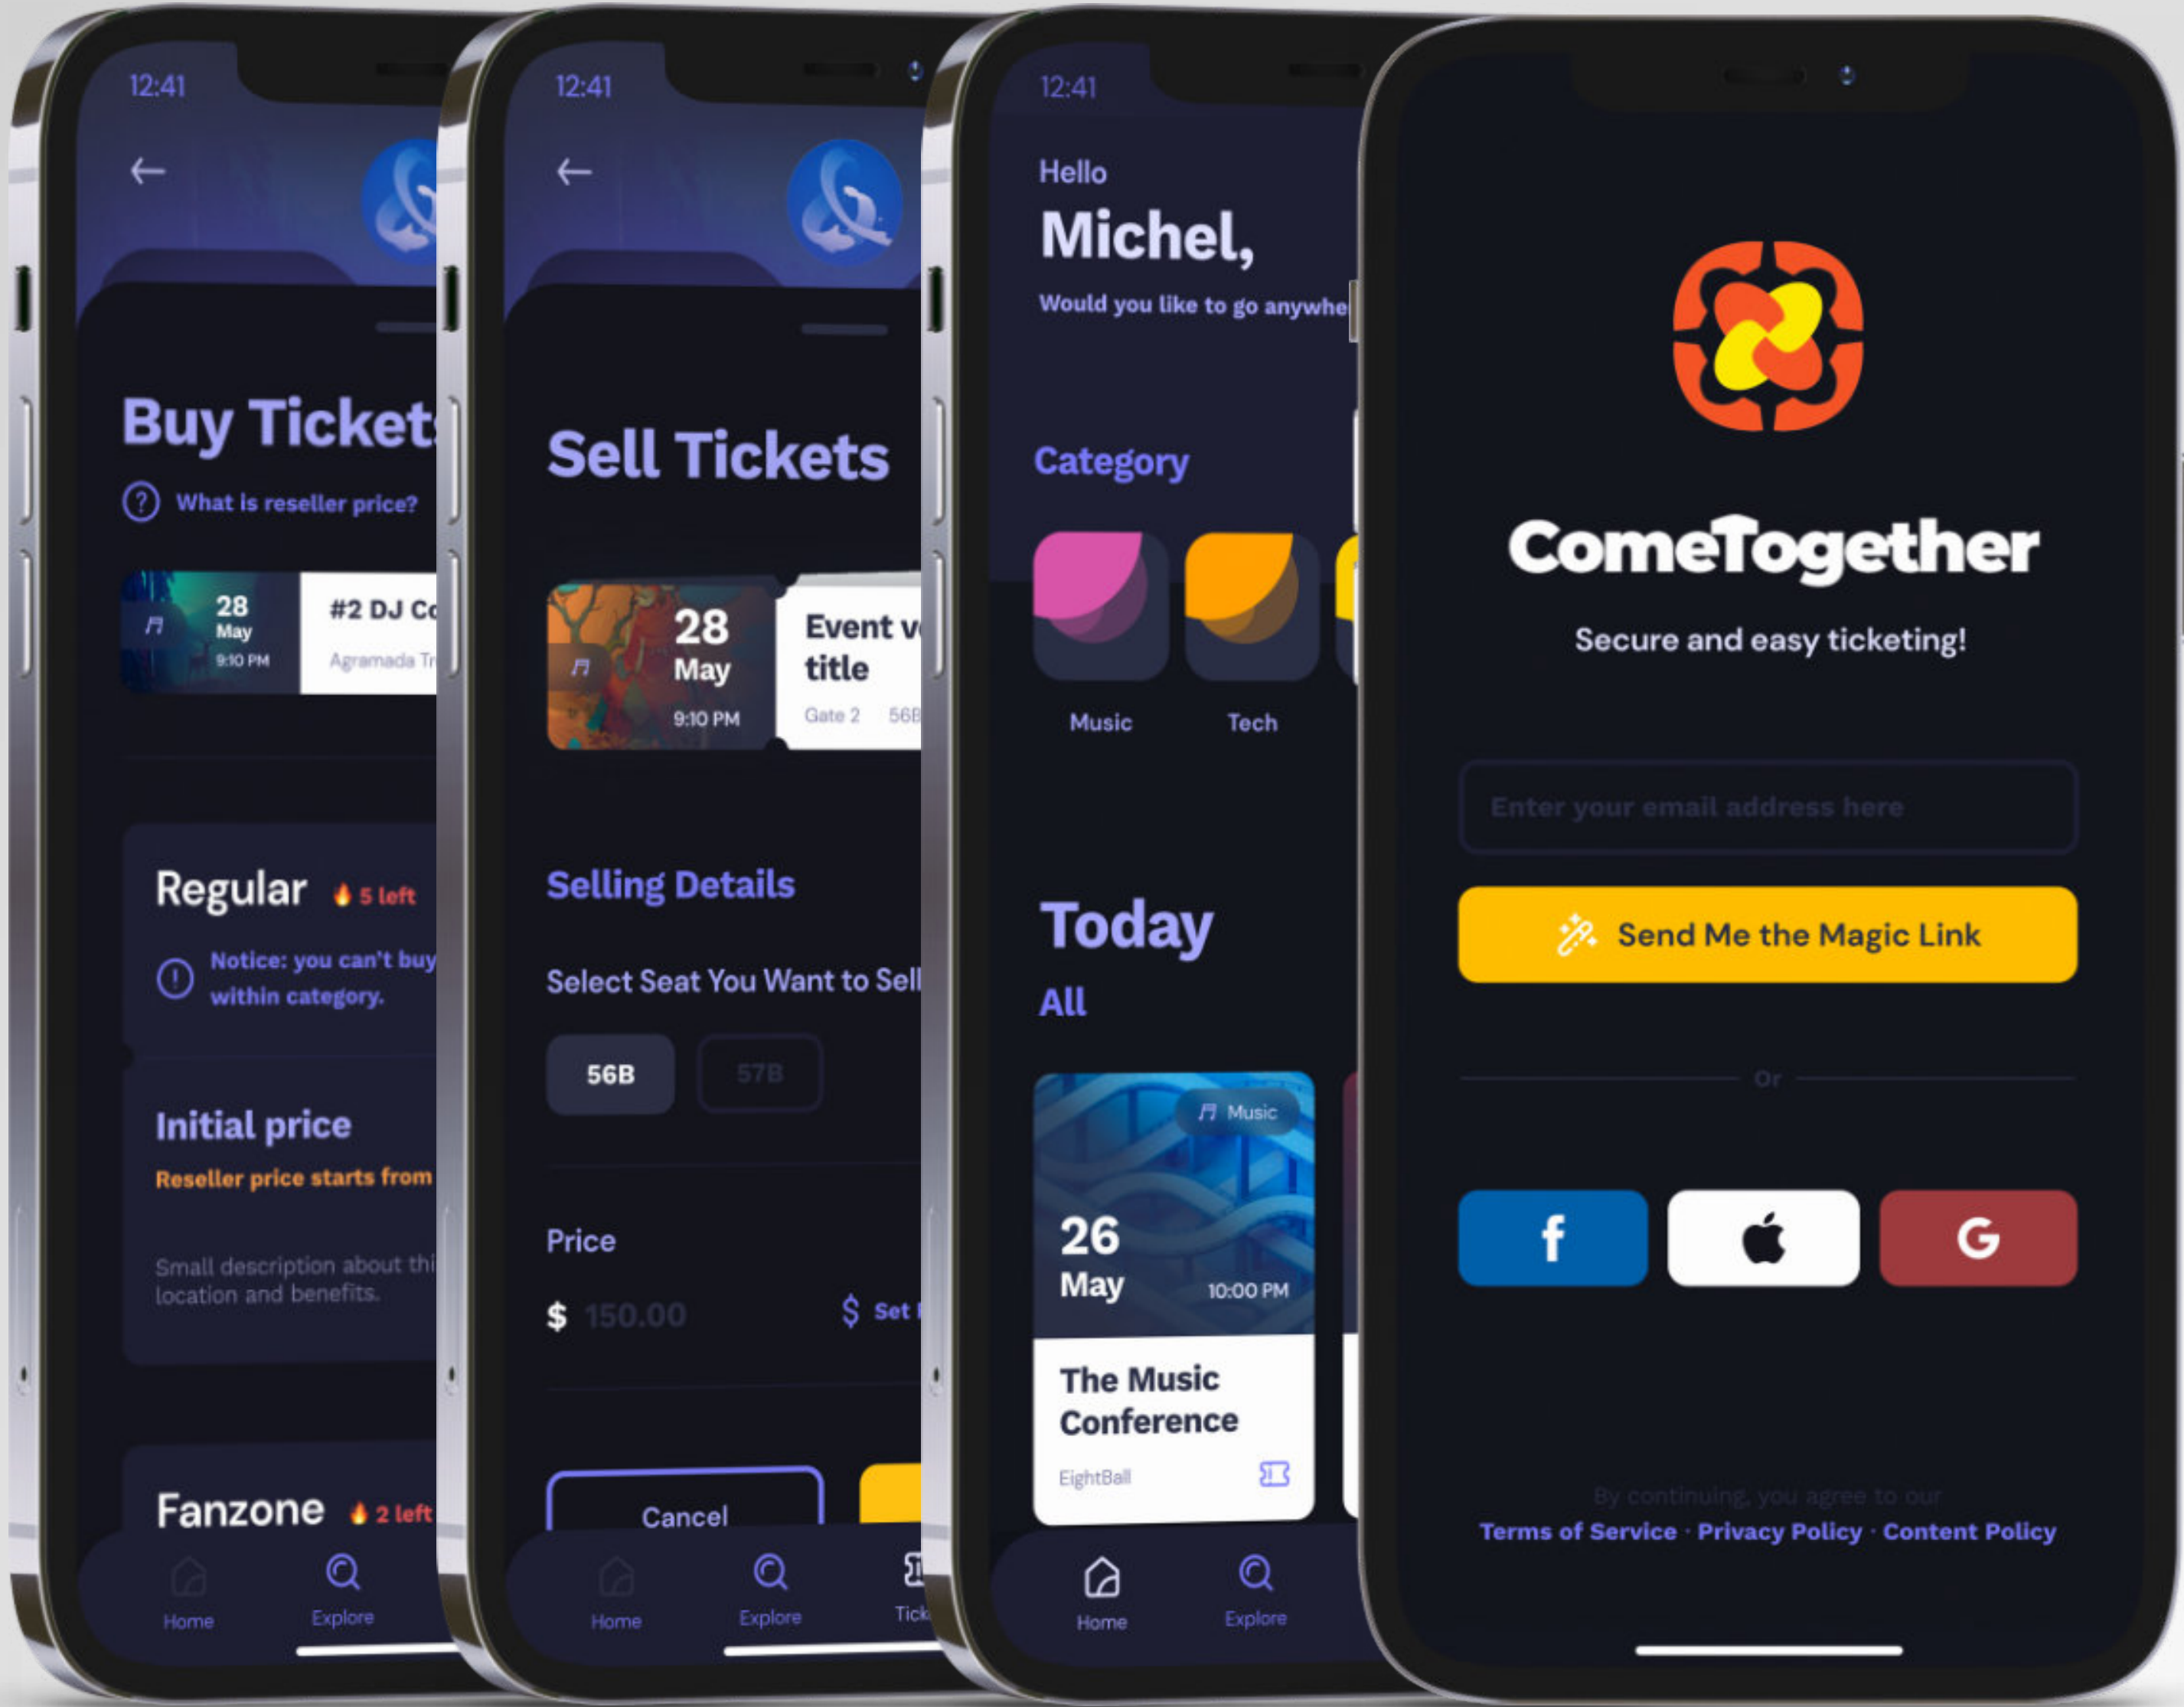 12:41
Buy Tickets
What is reseller price?
28
May
9:10 PM
#2 DJ
Agramada
Regular
5 left
Notice: you can't buy
within category.
Initial price
Reseller price starts from
Small description about
location and benefits.
Fanzone
2 left
Home
Explore
12:41
Sell Tickets
28
May
9:10 PM
Event
title
Gate 2
56B
Selling Details
Select Seat You Want to Sell
56B
57B
Price
$ 150.00
$ Set
Cancel
Home
Explore
12:41
Hello
Michel,
Would you like to go
Category
Music
Tech
Today
All
Music
26
May
10:00 PM
The Music
Conference
EightBall
Home
Explore
ComeTogether
Secure and easy ticketing!
Enter your email address here
Send Me the Magic Link
Or
f
G
By continuing, you agree to our
Terms of Service · Privacy Policy · Content Policy